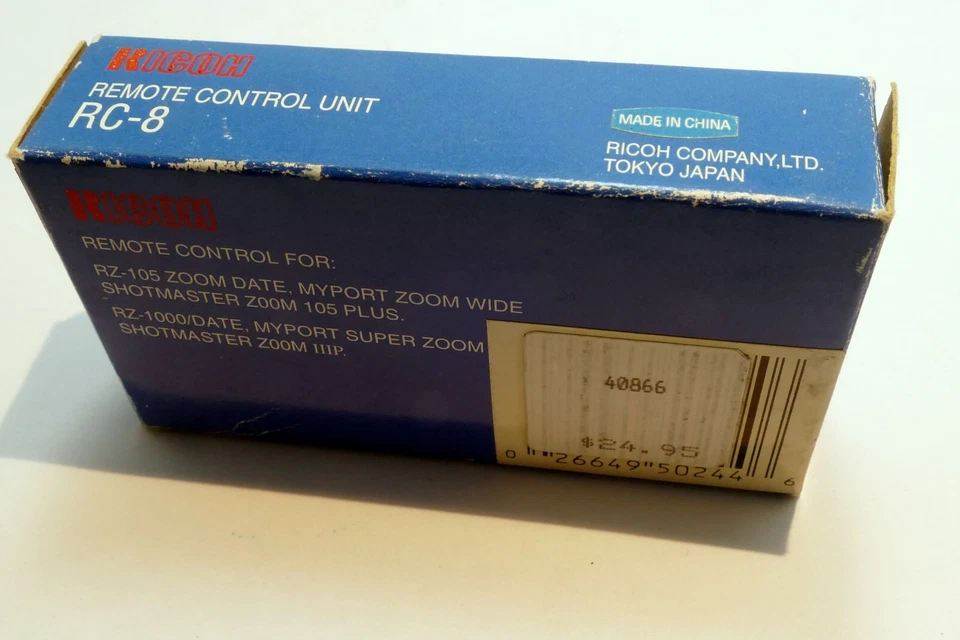 RICOH
REMOTE CONTROL UNIT
RC-8
MADE IN CHINA
RICOH COMPANY,LTD.
TOKYO JAPAN
RICOH
REMOTE CONTROL FOR:
RZ-105 ZOOM DATE, MYPORT ZOOM WIDE
SHOTMASTER ZOOM 105 PLUS.
RZ-1000/DATE, MYPORT SUPER ZOOM
SHOTMASTER ZOOM IIIP.
40866
$24.95
0 26649 50244 6